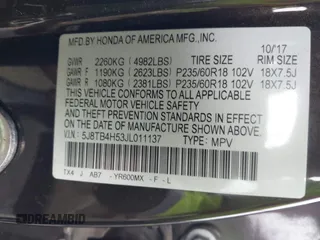 MFD.BY HONDA OF AMERICA MFG.,INC.
10/17
GVWR 2260KG (4982LBS) TIRE SIZE RIM SIZE
GAWR F 1190KG (2623LBS) P235/60R18 102V 18X7.5J
GAWR R 1080KG (2381LBS) P235/60R18 102V 18X7.5J
THIS VEHICLE CONFORMS TO ALL APPLICABLE
FEDERAL MOTOR VEHICLE SAFETY, BUMPER,
AND THEFT PREVENTION STANDARDS IN EFFECT
ON THE DATE OF MANUFACTURE SHOWN ABOVE.
V.I.N.: 5J8TB4H53JL011137 TYPE: MPV
TX4 J AB7 - YR600MX - F - L
DREAMBID